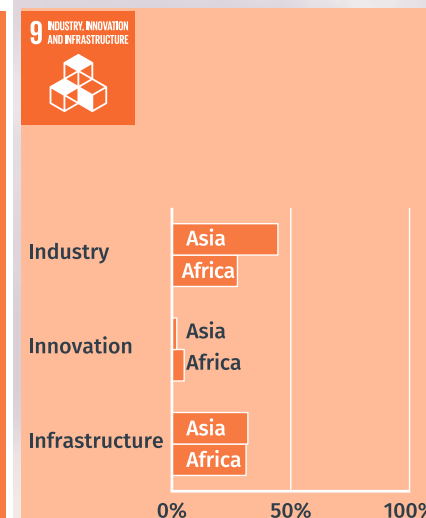 9 INDUSTRY, INNOVATION
AND INFRASTRUCTURE
Industry
Asia
Africa
Innovation
Asia
Africa
Infrastructure
Asia
Africa
0% 50% 100%